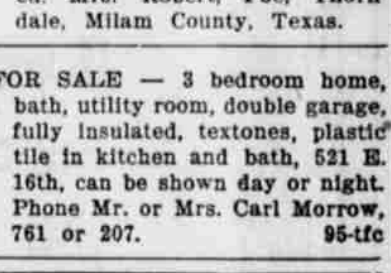 dale, Milam County, Texas.
FOR SALE — 3 bedroom home,
bath, utility room, double garage,
fully insulated, textones, plastic
tile in kitchen and bath, 521 E.
16th, can be shown day or night.
Phone Mr. or Mrs. Carl Morrow,
761 or 207. 95-tfc